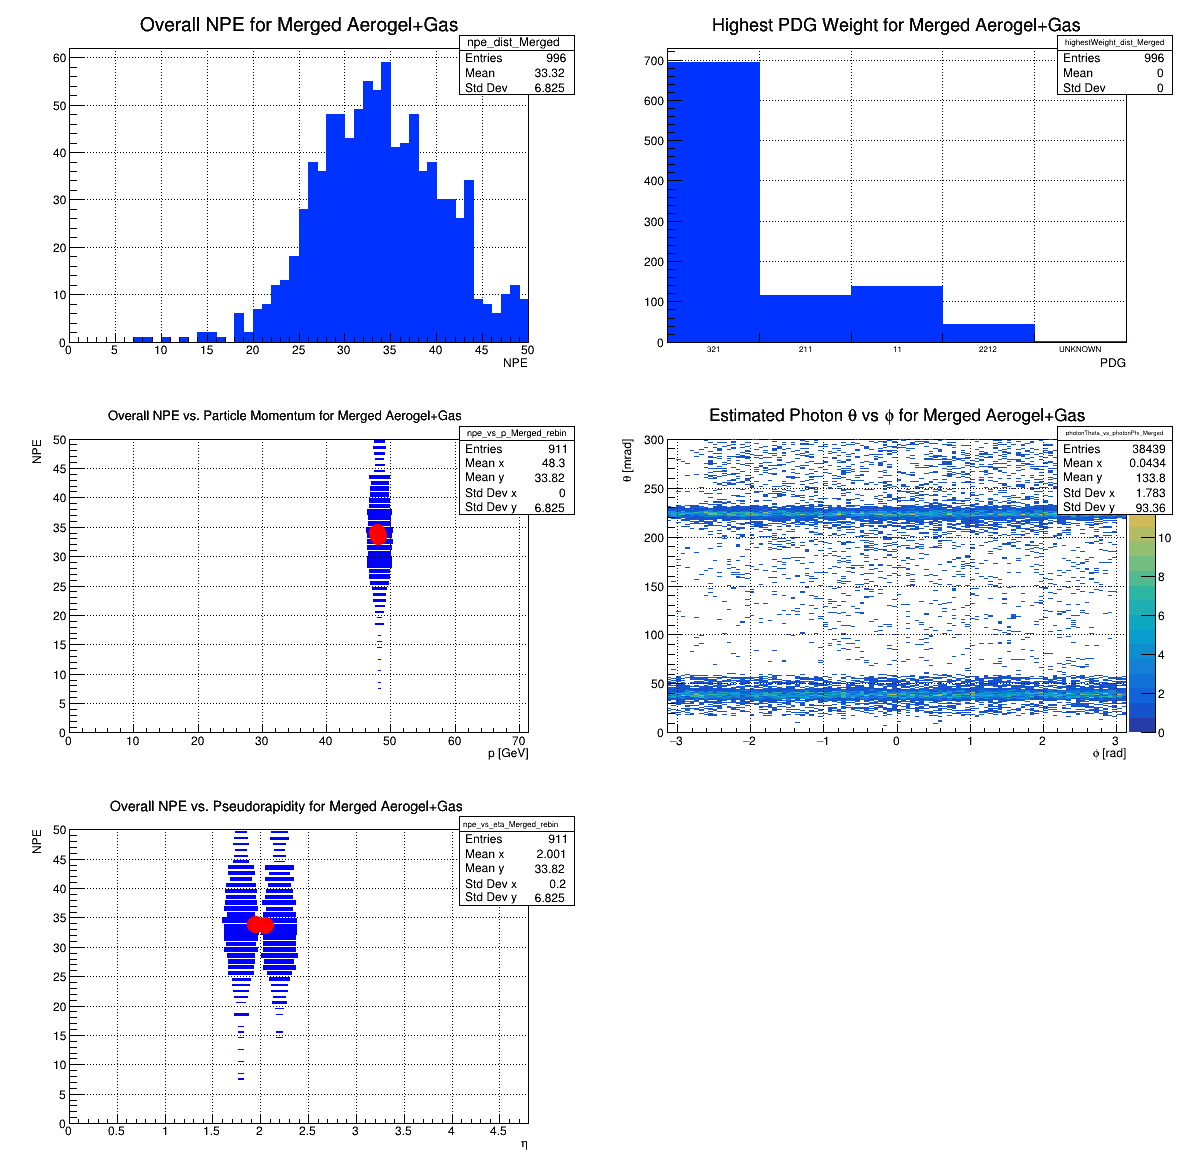 Overall NPE for Merged Aerogel+Gas
npe_dist_Merged
Entries 996
Mean 33.32
Std Dev 6.825
60
50
40
30
20
10
0
0 5 10 15 20 25 30 35 40 45 50
NPE
Highest PDG Weight for Merged Aerogel+Gas
highestWeight_dist_Merged
Entries 996
Mean 0
Std Dev 0
700
600
500
400
300
200
100
0
321 211 11 2212 UNKNOWN
PDG
Overall NPE vs. Particle Momentum for Merged Aerogel+Gas
npe_vs_p_Merged_rebin
Entries 911
Mean x 48.3
Mean y 33.82
Std Dev x 0
Std Dev y 6.825
NPE
50
45
40
35
30
25
20
15
10
5
0
0 10 20 30 40 50 60 70
p [GeV]
Estimated Photon θ vs ϕ for Merged Aerogel+Gas
photonTheta_vs_photonPhi_Merged
Entries 38439
Mean x 0.0434
Mean y 133.8
Std Dev x 1.783
Std Dev y 93.36
θ [mrad]
300
250
200
150
100
50
0
−3 −2 −1 0 1 2 3
ϕ [rad]
10
8
6
4
2
0
Overall NPE vs. Pseudorapidity for Merged Aerogel+Gas
npe_vs_eta_Merged_rebin
Entries 911
Mean x 2.001
Mean y 33.82
Std Dev x 0.2
Std Dev y 6.825
NPE
50
45
40
35
30
25
20
15
10
5
0
0 0.5 1 1.5 2 2.5 3 3.5 4 4.5
η